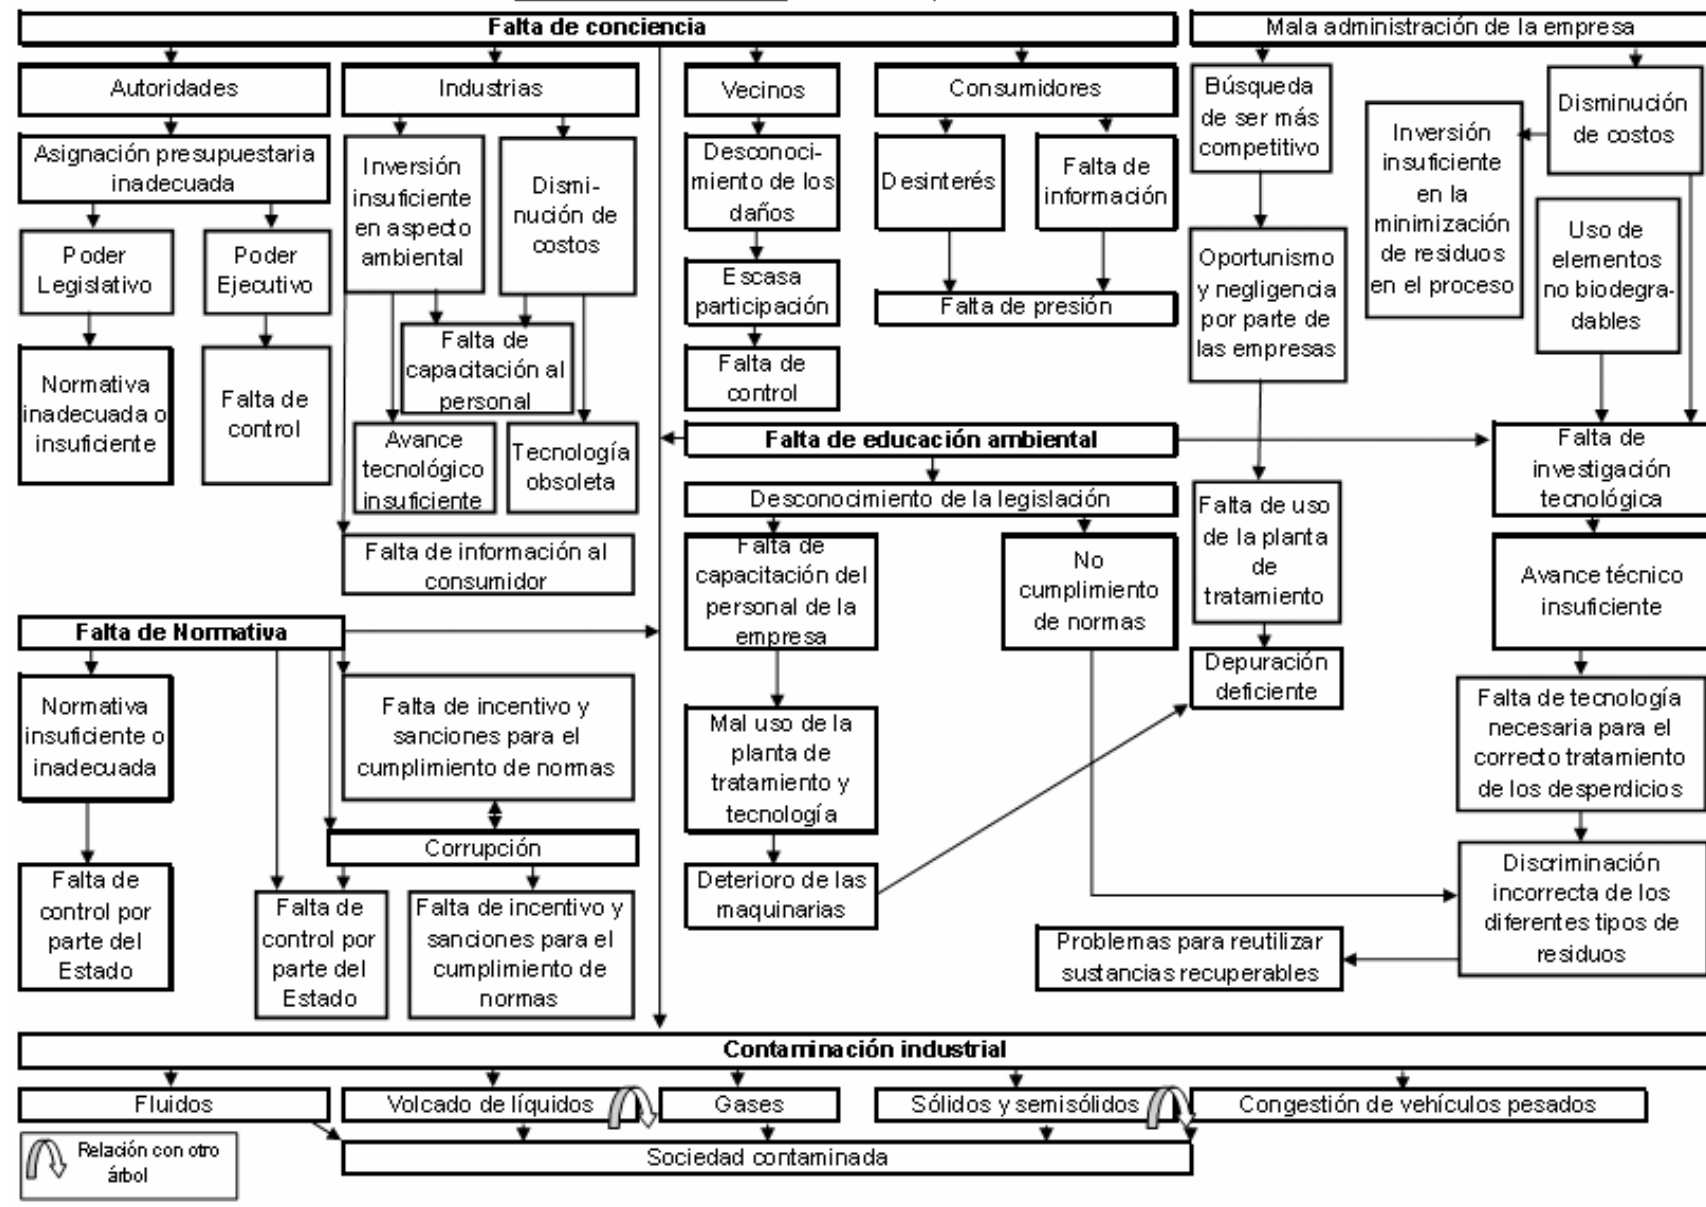 Falta de conciencia
Mala administración de la empresa
Autoridades
Industrias
Vecinos
Consumidores
Búsqueda
de ser más
competitivo
Disminución
de costos
Inversión
insuficiente
en la
minimización
de residuos
en el proceso
Asignación presupuestaria
inadecuada
Inversión
insuficiente
en aspecto
ambiental
Dismi-
nución de
costos
Desconoci-
miento de los
daños
Desinterés
Falta de
información
Uso de
elementos
no biodegra-
dables
Poder
Legislativo
Poder
Ejecutivo
Escasa
participación
Falta de presión
Oportunismo
y negligencia
por parte de
las empresas
Falta de
capacitación al
personal
Normativa
inadecuada o
insuficiente
Falta de
control
Falta de
control
Avance
tecnológico
insuficiente
Tecnología
obsoleta
Falta de educación ambiental
Falta de
investigación
tecnológica
Desconocimiento de la legislación
Falta de uso
de la planta
de
tratamiento
Falta de información al
consumidor
Falta de
capacitación del
personal de la
empresa
No
cumplimiento
de normas
Avance técnico
insuficiente
Falta de Normativa
Depuración
deficiente
Normativa
insuficiente o
inadecuada
Falta de incentivo y
sanciones para el
cumplimiento de normas
Mal uso de la
planta de
tratamiento y
tecnología
Falta de tecnología
necesaria para el
correcto tratamiento
de los desperdicios
Corrupción
Falta de
control por
parte del
Estado
Falta de
control por
parte del
Estado
Falta de incentivo y
sanciones para el
cumplimiento de
normas
Deterioro de las
maquinarias
Discriminación
incorrecta de los
diferentes tipos de
residuos
Problemas para reutilizar
sustancias recuperables
Contaminación industrial
Fluidos
Volcado de líquidos
Gases
Sólidos y semisólidos
Congestión de vehículos pesados
Relación con otro
árbol
Sociedad contaminada